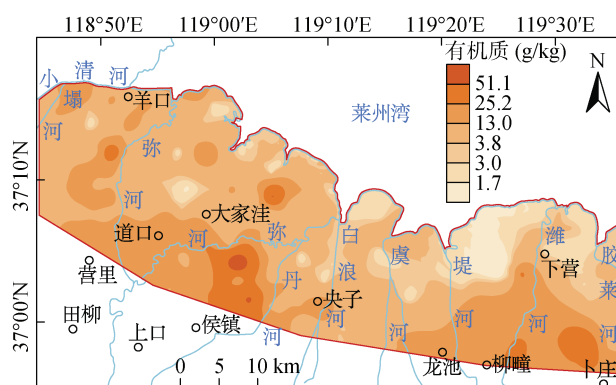 118°50′E
119°00′E
119°10′E
119°20′E
119°30′E
37°10′N
37°00′N
有机质 (g/kg)
51.1
25.2
13.0
3.8
3.0
1.7
N
莱州湾
小清河
塌河
羊口
弥河
大家洼
道口
弥河
营里
田柳
上口
侯镇
丹河
白浪河
央子
虞河
堤河
潍河
下营
胶莱河
龙池
柳疃
卜庄
0 5 10 km